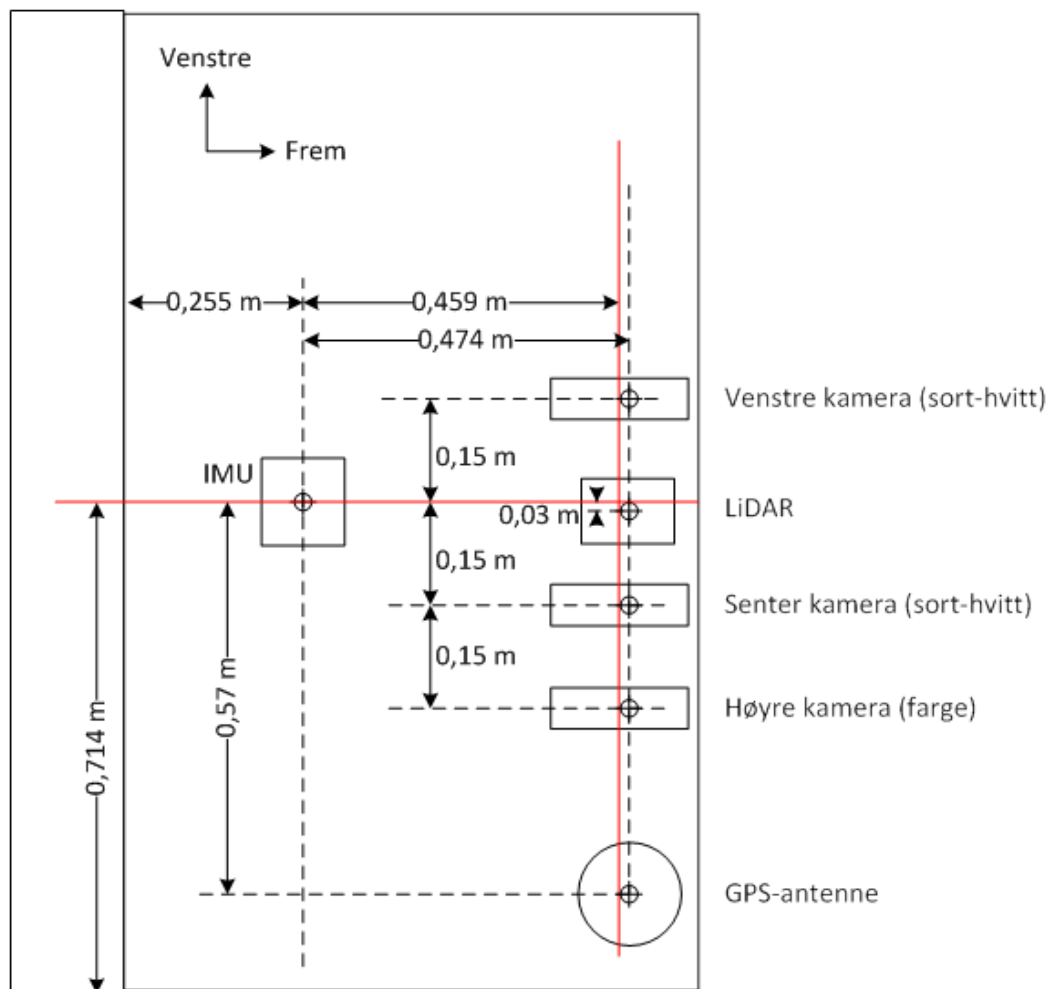 Venstre
Frem
0,255 m
0,459 m
0,474 m
Venstre kamera (sort-hvitt)
0,15 m
IMU
LiDAR
0,03 m
0,15 m
Senter kamera (sort-hvitt)
0,15 m
0,57 m
Høyre kamera (farge)
0,714 m
GPS-antenne